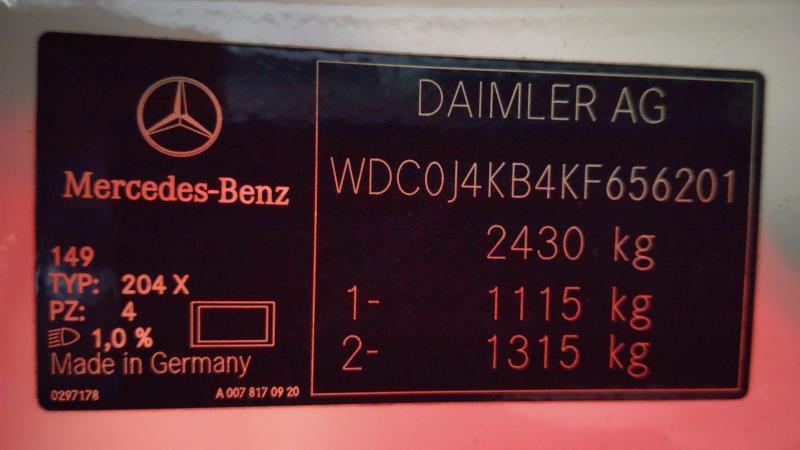 Mercedes-Benz
149
TYP: 204 X
PZ: 4
1,0 %
Made in Germany
0297178
A 007 817 09 20
DAIMLER AG
WDC0J4KB4KF656201
2430 kg
1- 1115 kg
2- 1315 kg